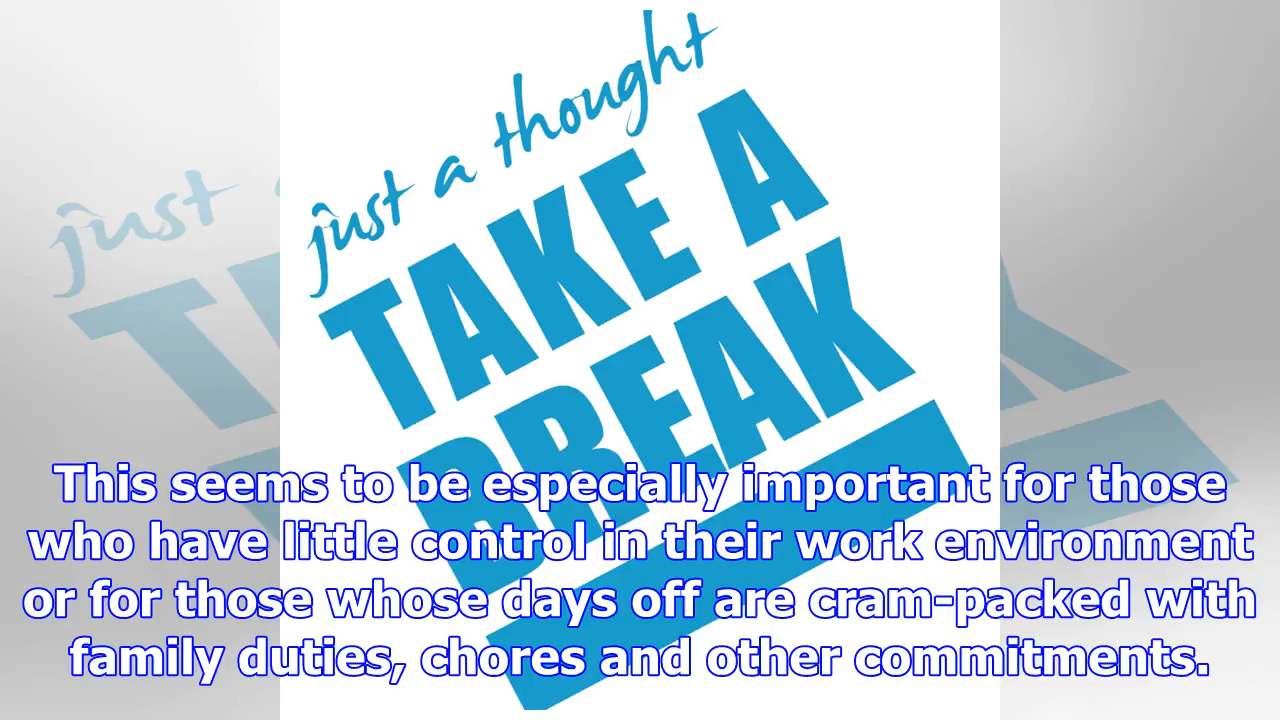 just a thought
TAKE A
BREAK
This seems to be especially important for those
who have little control in their work environment
or for those whose days off are cram-packed with
family duties, chores and other commitments.